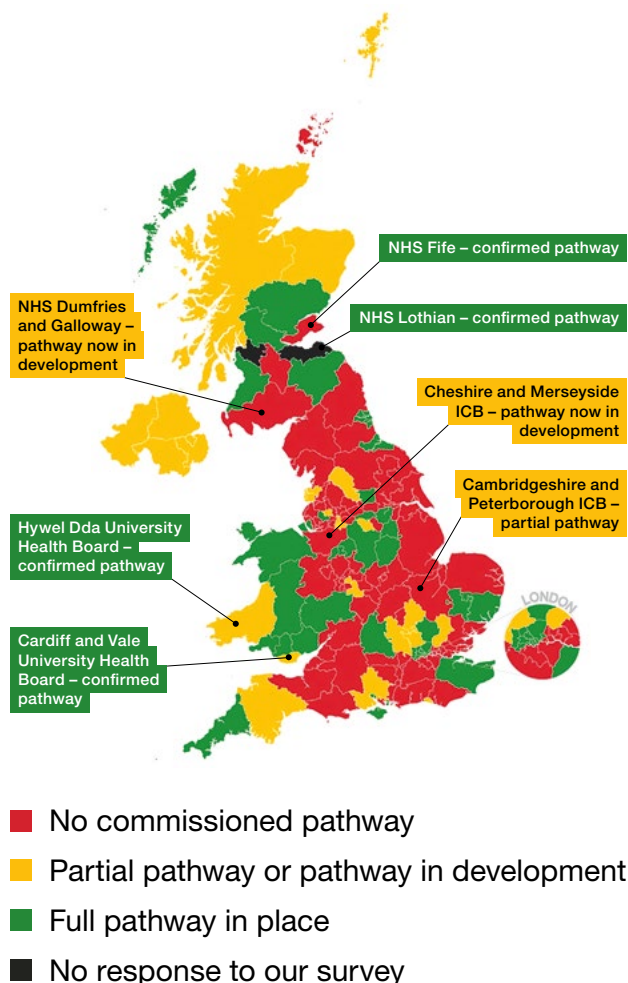 NHS Fife – confirmed pathway
NHS Dumfries
and Galloway –
pathway now in
development
NHS Lothian – confirmed pathway
Cheshire and Merseyside
ICB – pathway now in
development
Cambridgeshire and
Peterborough ICB –
partial pathway
Hywel Dda University
Health Board –
confirmed pathway
LONDON
Cardiff and Vale
University Health
Board – confirmed
pathway
No commissioned pathway
Partial pathway or pathway in development
Full pathway in place
No response to our survey